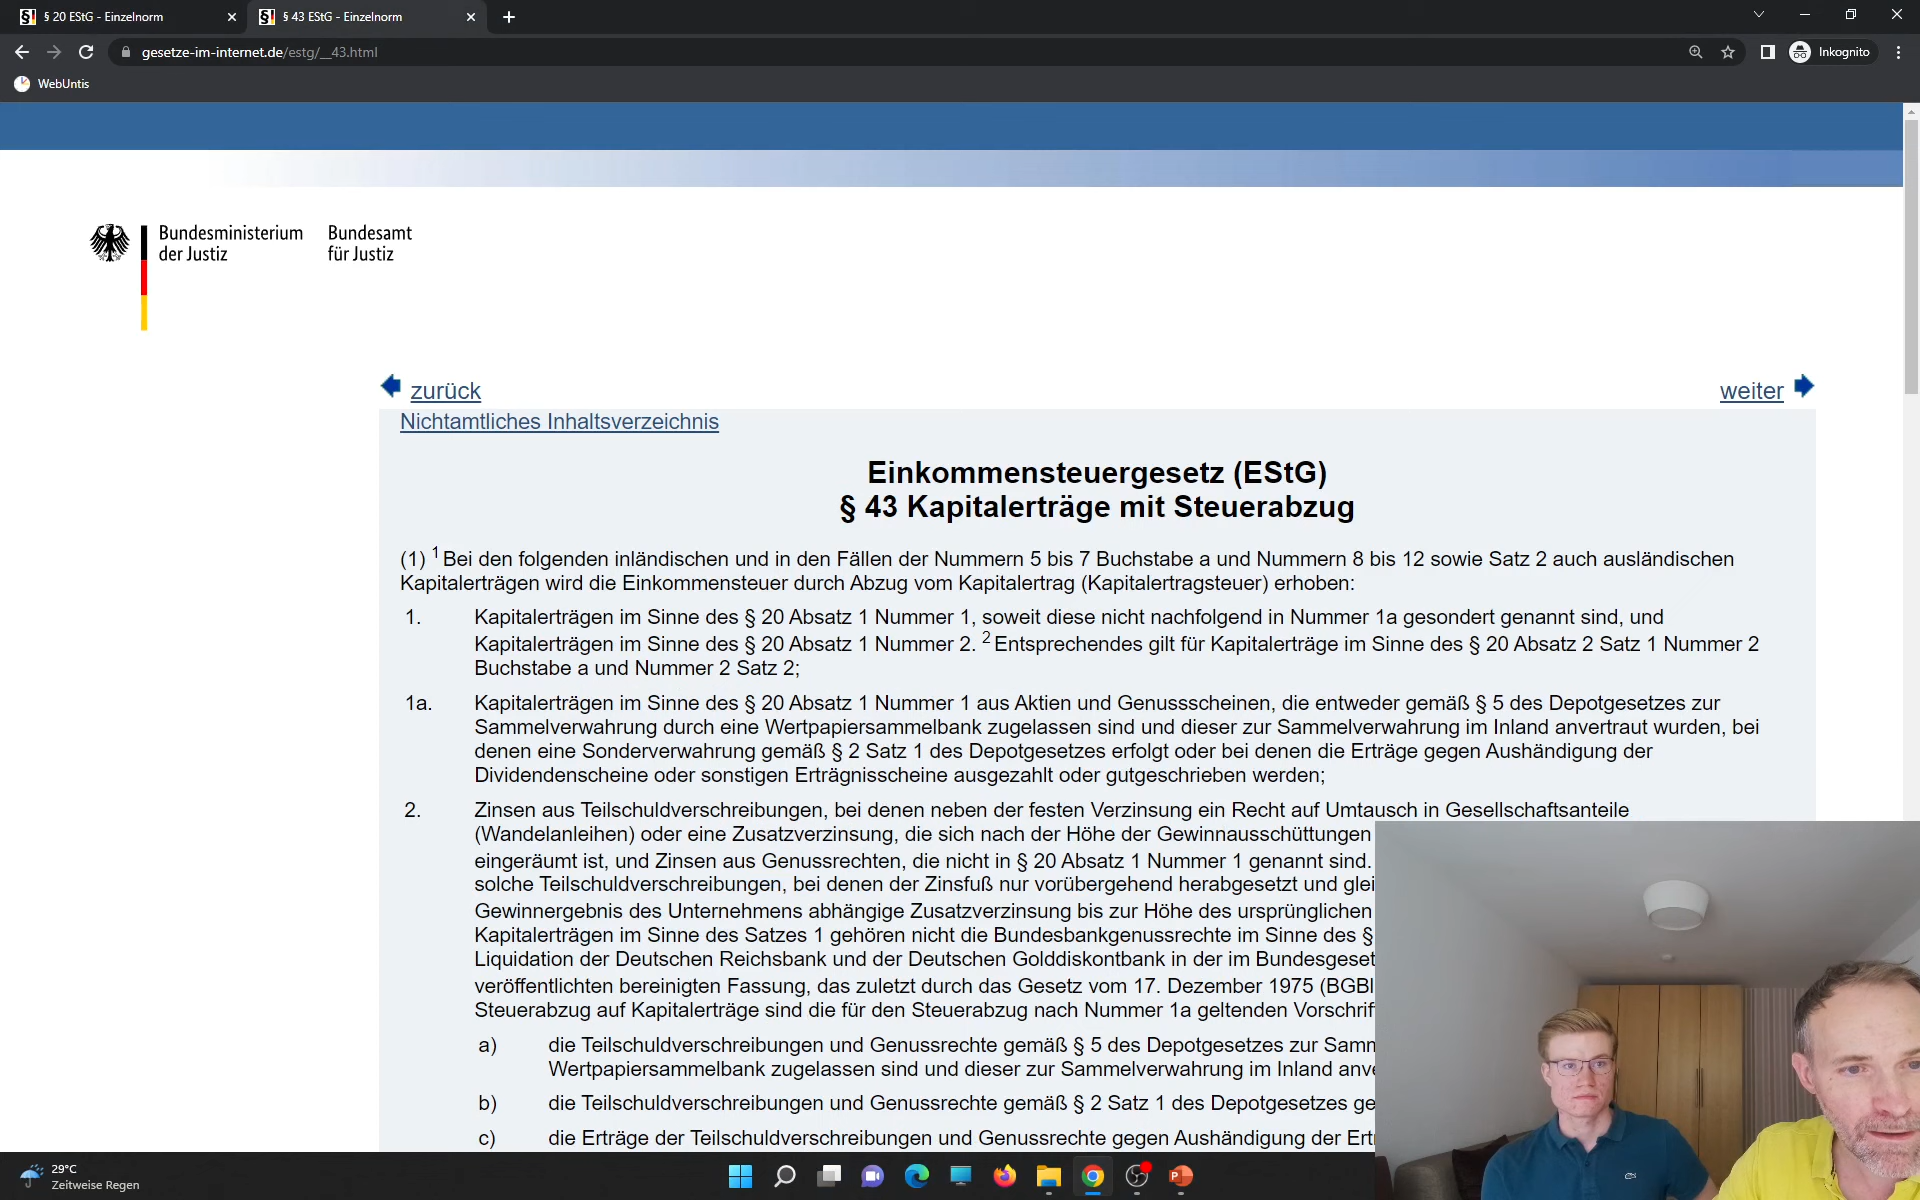 § 20 EStG - Einzelnorm
§ 43 EStG - Einzelnorm
gesetze-im-internet.de/estg/__43.html
Inkognito
WebUntis
Bundesministerium
der Justiz
Bundesamt
für Justiz
zurück
weiter
Nichtamtliches Inhaltsverzeichnis
Einkommensteuergesetz (EStG)
§ 43 Kapitalerträge mit Steuerabzug
(1) 1 Bei den folgenden inländischen und in den Fällen der Nummern 5 bis 7 Buchstabe a und Nummern 8 bis 12 sowie Satz 2 auch ausländischen
Kapitalerträgen wird die Einkommensteuer durch Abzug vom Kapitalertrag (Kapitalertragsteuer) erhoben:
1. Kapitalerträgen im Sinne des § 20 Absatz 1 Nummer 1, soweit diese nicht nachfolgend in Nummer 1a gesondert genannt sind, und
Kapitalerträgen im Sinne des § 20 Absatz 1 Nummer 2. 2 Entsprechendes gilt für Kapitalerträge im Sinne des § 20 Absatz 2 Satz 1 Nummer 2
Buchstabe a und Nummer 2 Satz 2;
1a. Kapitalerträgen im Sinne des § 20 Absatz 1 Nummer 1 aus Aktien und Genussscheinen, die entweder gemäß § 5 des Depotgesetzes zur
Sammelverwahrung durch eine Wertpapiersammelbank zugelassen sind und dieser zur Sammelverwahrung im Inland anvertraut wurden, bei
denen eine Sonderverwahrung gemäß § 2 Satz 1 des Depotgesetzes erfolgt oder bei denen die Erträge gegen Aushändigung der
Dividendenscheine oder sonstigen Erträgnisscheine ausgezahlt oder gutgeschrieben werden;
2. Zinsen aus Teilschuldverschreibungen, bei denen neben der festen Verzinsung ein Recht auf Umtausch in Gesellschaftsanteile
(Wandelanleihen) oder eine Zusatzverzinsung, die sich nach der Höhe der Gewinnausschüttungen
eingeräumt ist, und Zinsen aus Genussrechten, die nicht in § 20 Absatz 1 Nummer 1 genannt sind.
solche Teilschuldverschreibungen, bei denen der Zinsfuß nur vorübergehend herabgesetzt und glei
Gewinnergebnis des Unternehmens abhängige Zusatzverzinsung bis zur Höhe des ursprünglichen
Kapitalerträgen im Sinne des Satzes 1 gehören nicht die Bundesbankgenussrechte im Sinne des §
Liquidation der Deutschen Reichsbank und der Deutschen Golddiskontbank in der im Bundesgeset
veröffentlichten bereinigten Fassung, das zuletzt durch das Gesetz vom 17. Dezember 1975 (BGBl
Steuerabzug auf Kapitalerträge sind die für den Steuerabzug nach Nummer 1a geltenden Vorschrif
a) die Teilschuldverschreibungen und Genussrechte gemäß § 5 des Depotgesetzes zur Samm
Wertpapiersammelbank zugelassen sind und dieser zur Sammelverwahrung im Inland anve
b) die Teilschuldverschreibungen und Genussrechte gemäß § 2 Satz 1 des Depotgesetzes ge
c) die Erträge der Teilschuldverschreibungen und Genussrechte gegen Aushändigung der Ert
29°C
Zeitweise Regen